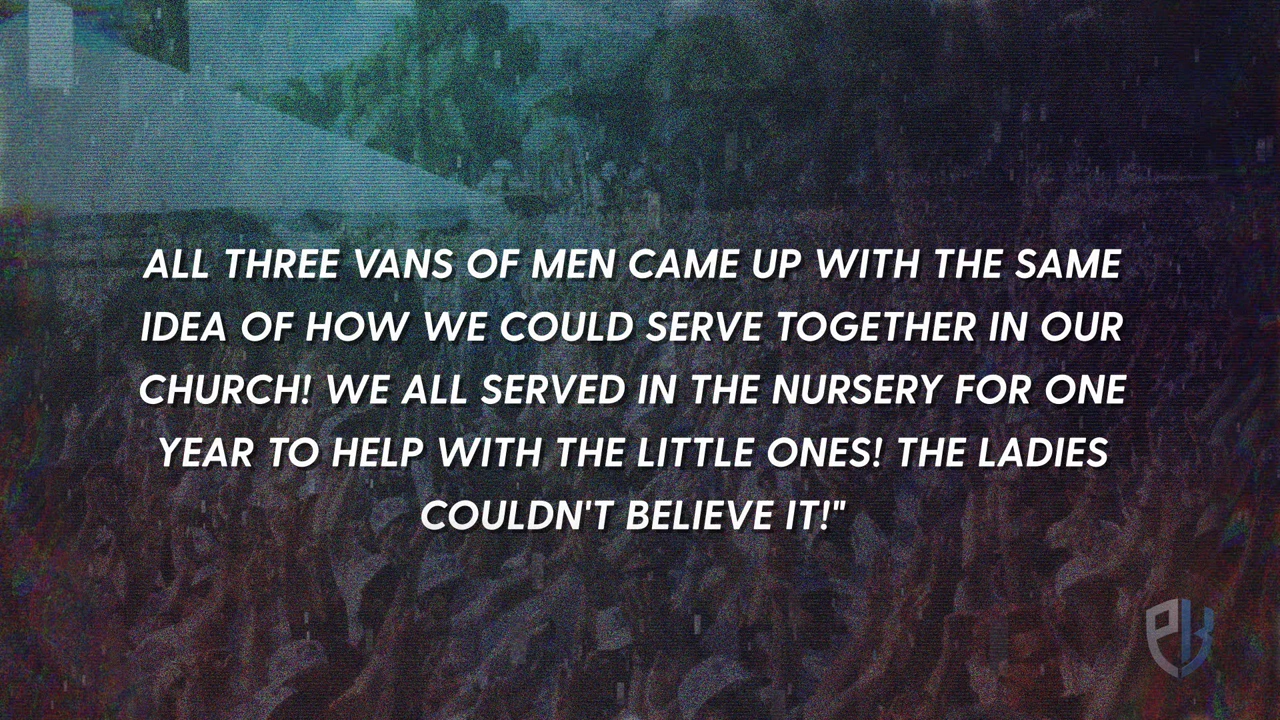 ALL THREE VANS OF MEN CAME UP WITH THE SAME
IDEA OF HOW WE COULD SERVE TOGETHER IN OUR
CHURCH! WE ALL SERVED IN THE NURSERY FOR ONE
YEAR TO HELP WITH THE LITTLE ONES! THE LADIES
COULDN'T BELIEVE IT!"
PK